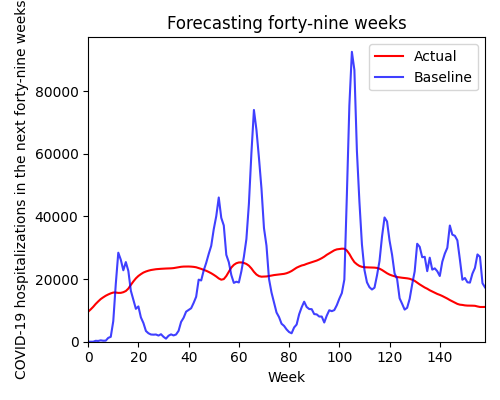 Forecasting forty-nine weeks
COVID-19 hospitalizations in the next forty-nine weeks
Actual
Baseline
80000
60000
40000
20000
0
0 20 40 60 80 100 120 140
Week